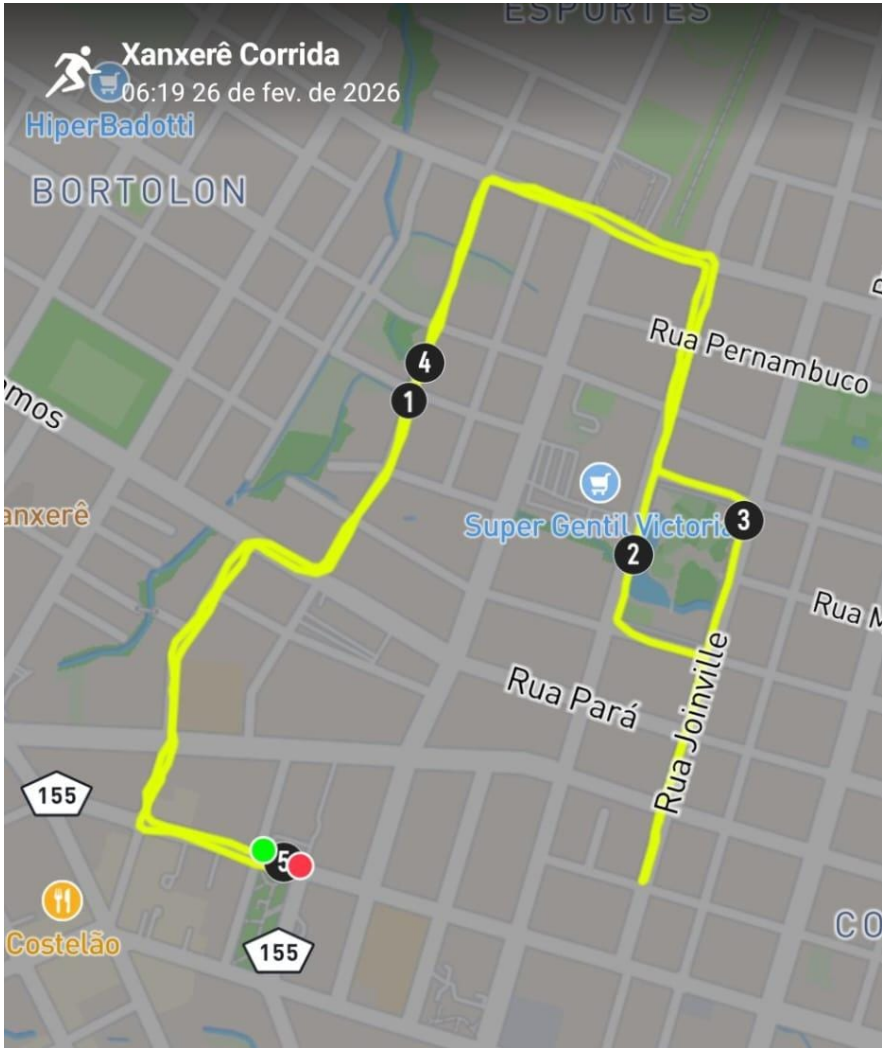 ESPORTES
Xanxerê Corrida
06:19 26 de fev. de 2026
HiperBadotti
BORTOLON
Rua Pernambuco
4
1
anxerê
Super Gentil Victoria
3
2
Rua M
Rua Pará
Rua Joinville
155
5
Costelão
155
CO